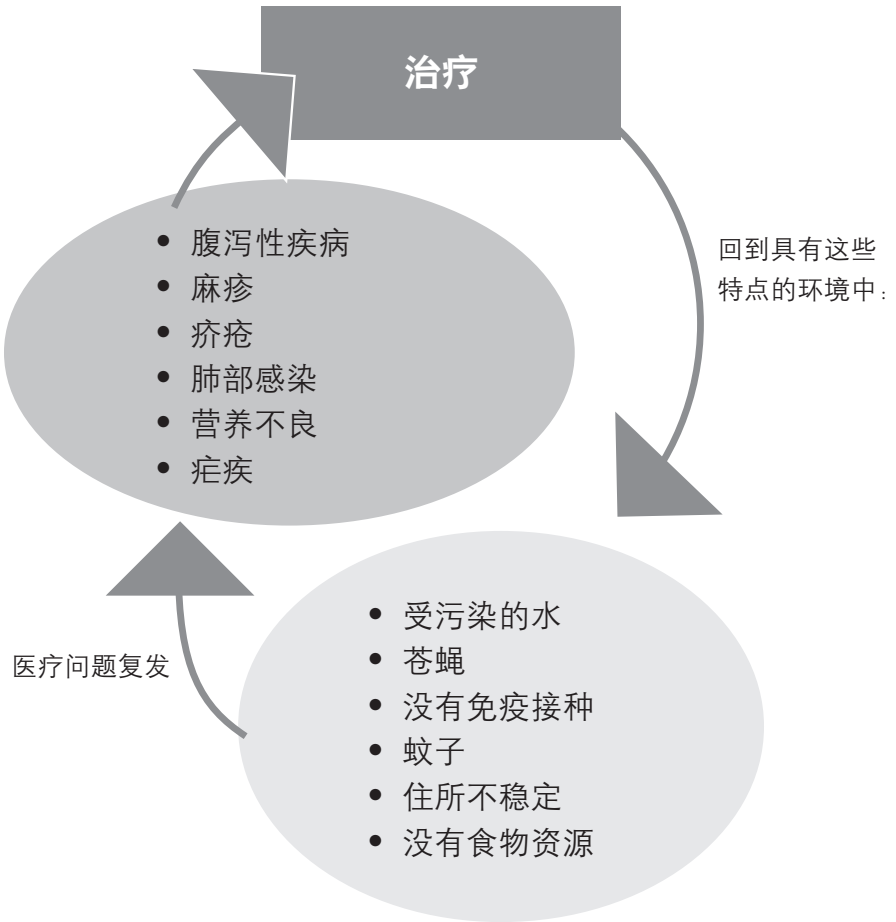 治疗
• 腹泻性疾病
• 麻疹
• 疥疮
• 肺部感染
• 营养不良
• 疟疾
回到具有这些
特点的环境中：
• 受污染的水
• 苍蝇
• 没有免疫接种
• 蚊子
• 住所不稳定
• 没有食物资源
医疗问题复发